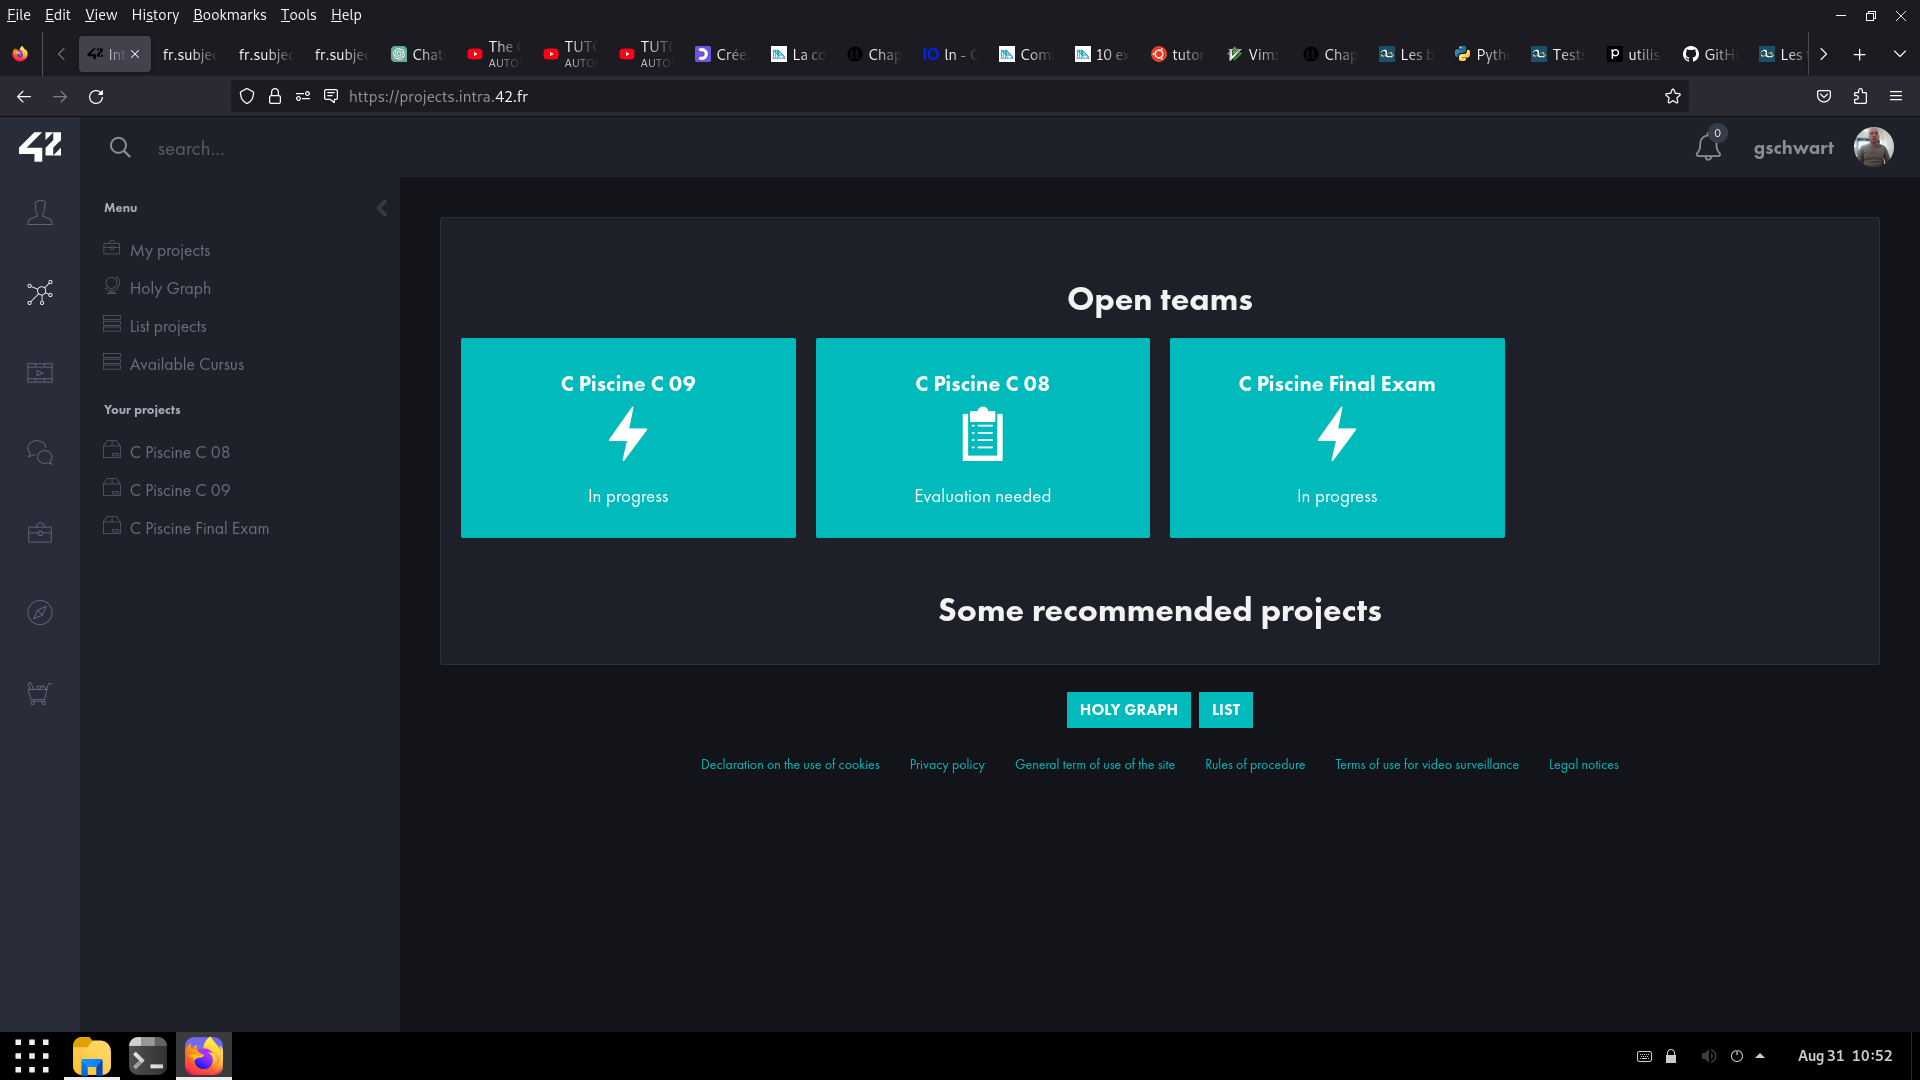 File Edit View History Bookmarks Tools Help
Int
fr.subjec
fr.subjec
fr.subjec
Chat
The
AUTO
TUTO
AUTO
TUTO
AUTO
Crée
La co
Chap
IO ln - C
Com
10 ex
tutor
Vim:
Chap
Les b
Pyth
Tests
utilis
GitH
Les
https://projects.intra.42.fr
42
search...
0
gschwart
Menu
My projects
Holy Graph
List projects
Available Cursus
Your projects
C Piscine C 08
C Piscine C 09
C Piscine Final Exam
Open teams
C Piscine C 09
In progress
C Piscine C 08
Evaluation needed
C Piscine Final Exam
In progress
Some recommended projects
HOLY GRAPH LIST
Declaration on the use of cookies Privacy policy General term of use of the site Rules of procedure Terms of use for video surveillance Legal notices
Aug 31 10:52